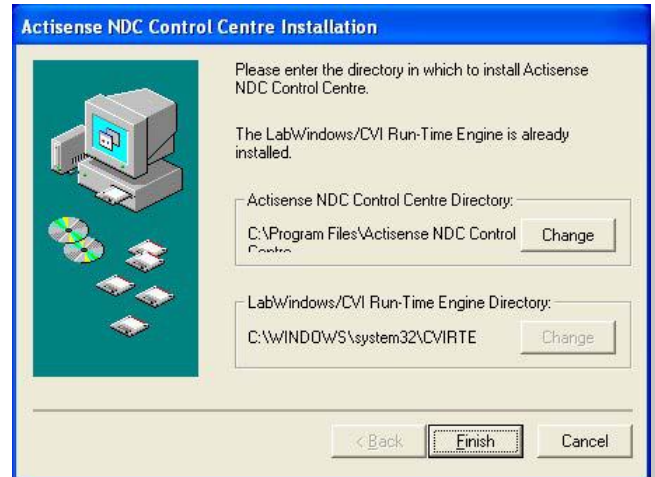 Actisense NDC Control Centre Installation
Please enter the directory in which to install Actisense
NDC Control Centre.
The LabWindows/CVI Run-Time Engine is already
installed.
Actisense NDC Control Centre Directory:
C:\Program Files\Actisense NDC Control
Centre
Change
LabWindows/CVI Run-Time Engine Directory:
C:\WINDOWS\system32\CVIRTE
Change
< Back
Finish
Cancel